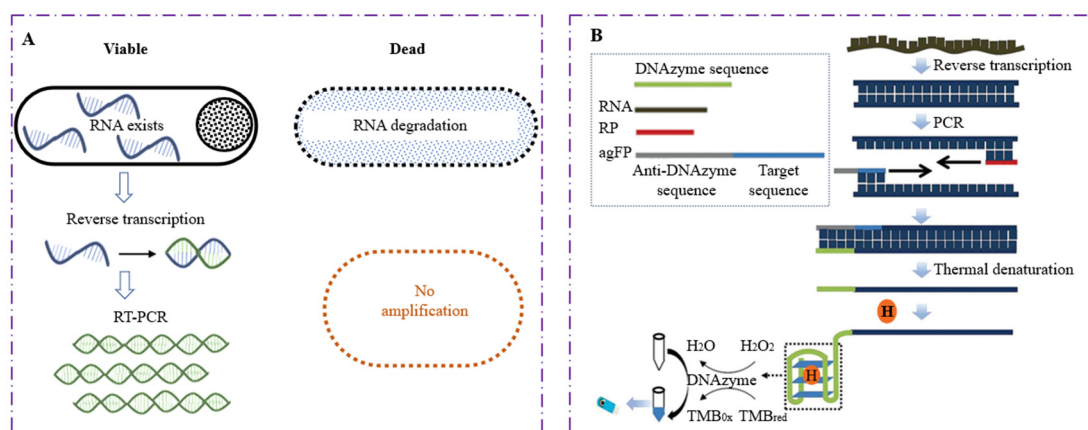 A
Viable
Dead
RNA exists
RNA degradation
Reverse transcription
RT-PCR
No
amplification
B
DNAzyme sequence
RNA
RP
agFP
Anti-DNAzyme
sequence
Target
sequence
Reverse transcription
PCR
Thermal denaturation
H
H
H2O
H2O2
DNAzyme
TMB0x
TMBred